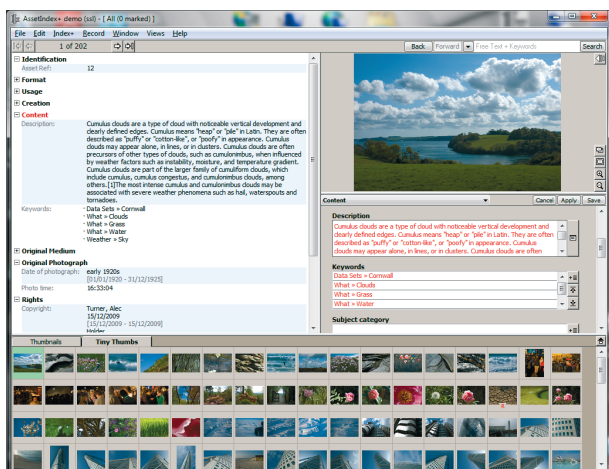 AssetIndex+ demo (ssl) - [ All (0 marked) ]
File Edit Index+ Record Window Views Help
1 of 202 Back Forward Free Text + Keywords Search
Identification
Asset Ref: 12
Format
Usage
Creation
Content
Description: Cumulus clouds are a type of cloud with noticeable vertical development and
clearly defined edges. Cumulus means "heap" or "pile" in Latin. They are often
described as "puffy" or "cotton-like", or "poofy" in appearance. Cumulus
clouds may appear alone, in lines, or in clusters. Cumulus clouds are often
precursors of other types of clouds, such as cumulonimbus, when influenced
by weather factors such as instability, moisture, and temperature gradient.
Cumulus clouds are part of the larger family of cumuliform clouds, which
include cumulus, cumulus congestus, and cumulonimbus clouds, among
others.[1]The most intense cumulus and cumulonimbus clouds may be
associated with severe weather phenomena such as hail, waterspouts and
tornadoes.
Keywords: · Data Sets » Cornwall
· What » Clouds
· What » Grass
· What » Water
· Weather » Sky
Original Medium
Original Photograph
Date of photograph: early 1920s
[01/01/1920 - 31/12/1925]
Photo time: 16:33:04
Rights
Copyright: Turner, Alec
15/12/2009
[15/12/2009 - 15/12/2009]
Holder
Content Cancel Apply Save
Description
Cumulus clouds are a type of cloud with noticeable vertical development and
clearly defined edges. Cumulus means "heap" or "pile" in Latin. They are often
described as "puffy" or "cotton-like", or "poofy" in appearance. Cumulus
clouds may appear alone, in lines, or in clusters. Cumulus clouds are often
Keywords
Data Sets » Cornwall
What » Clouds
What » Grass
What » Water
Subject category
Thumbnails Tiny Thumbs